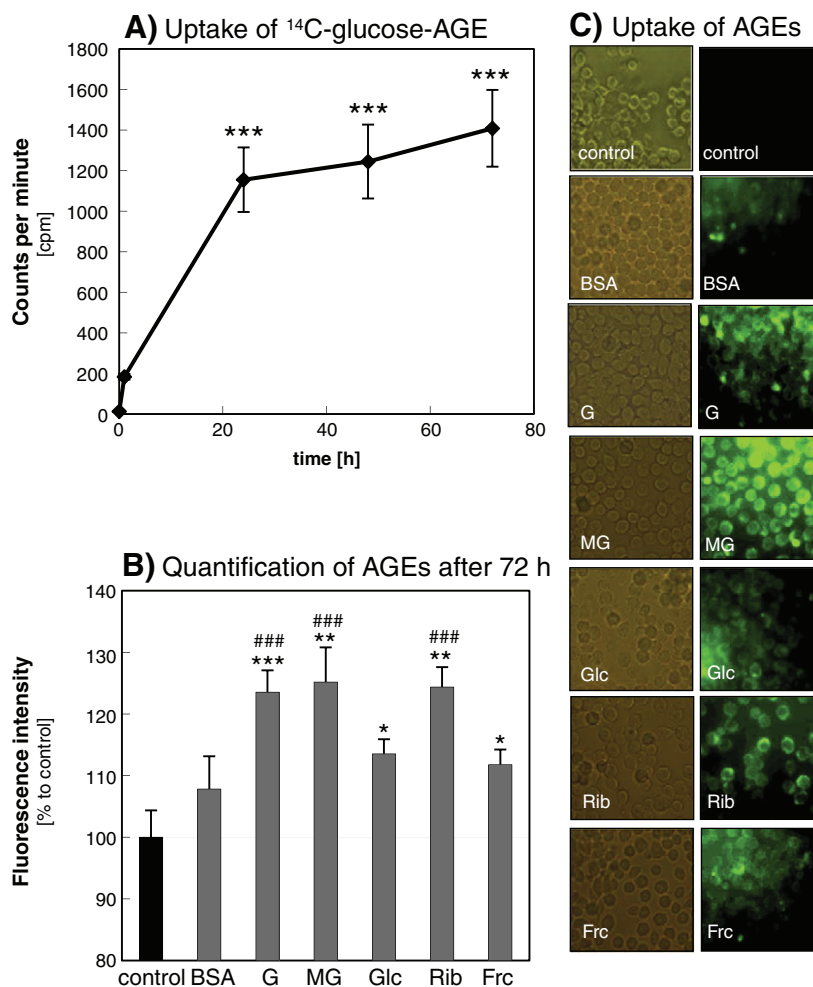 A) Uptake of ¹⁴C-glucose-AGE
Counts per minute
[cpm]
1800
1600
1400
1200
1000
800
600
400
200
0
***
***
***
0
20
40
60
80
time [h]
B) Quantification of AGEs after 72 h
Fluorescence intensity
[% to control]
140
130
120
110
100
90
80
###
***
###
**
*
###
**
*
control BSA G MG Glc Rib Frc
C) Uptake of AGEs
control control
BSA BSA
G G
MG MG
Glc Glc
Rib Rib
Frc Frc